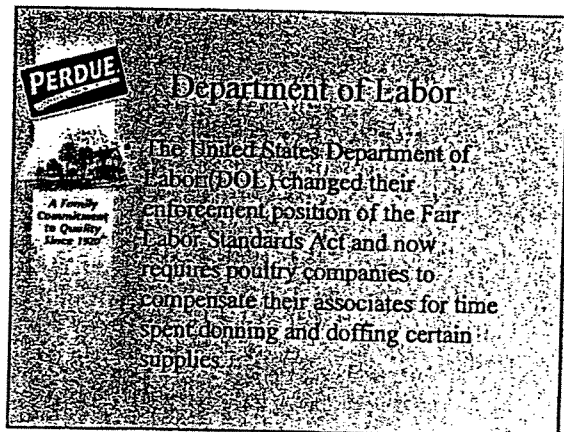 PERDUE
Department of Labor
The United States Department of
Labor (DOL) changed their
enforcement position of the Fair
Labor Standards Act and now
requires poultry companies to
compensate their associates for time
spent donning and doffing certain
supplies.
A Family
Commitment
to Quality
Since 1920